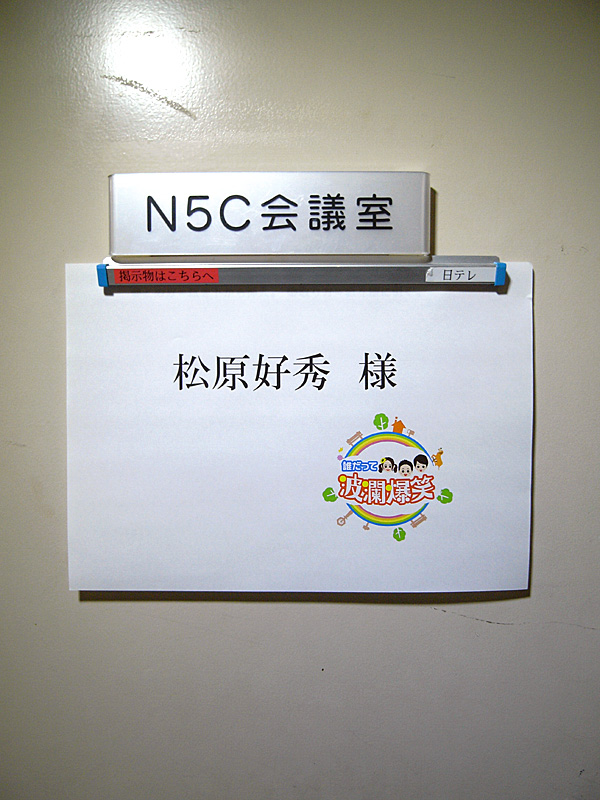 N5C会議室
掲示物はこちらへ 日テレ
松原好秀 様
誰だって
波瀾爆笑